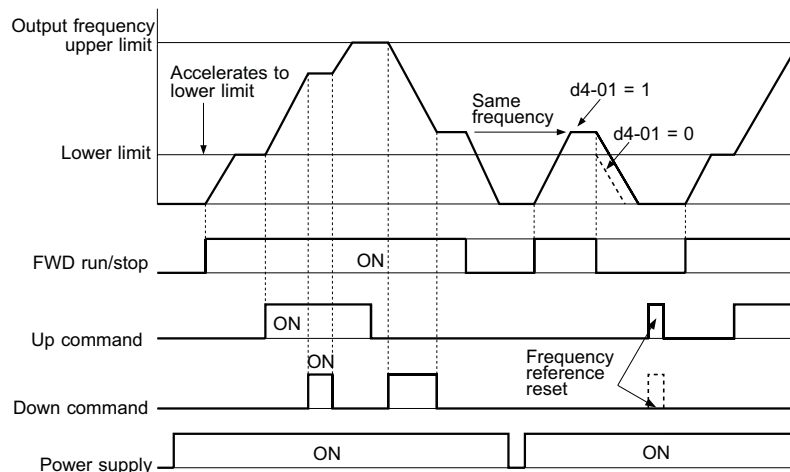 Output frequency
upper limit
Accelerates to
lower limit
Same
frequency
d4-01 = 1
d4-01 = 0
Lower limit
FWD run/stop
ON
Up command
ON
ON
Frequency
reference
reset
Down command
Power supply
ON
ON